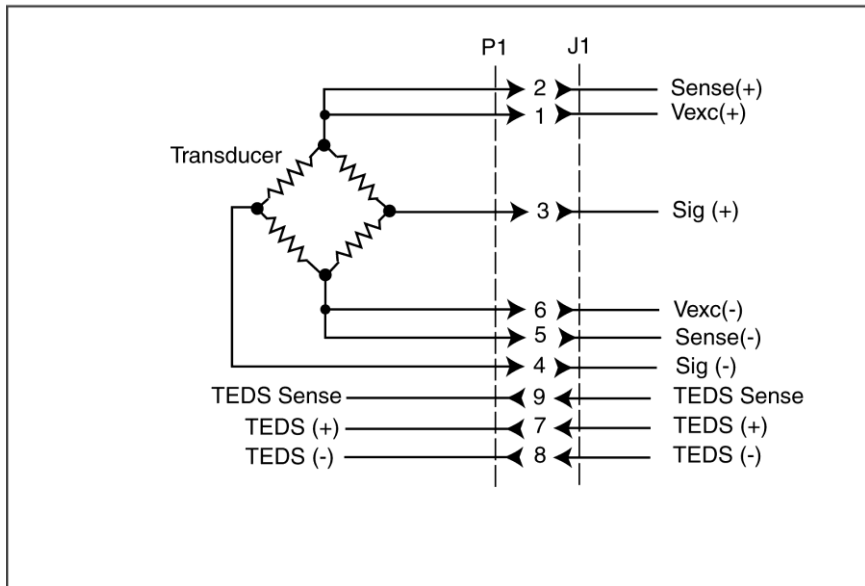 P1 J1
2 Sense(+)
1 Vexc(+)
Transducer
3 Sig (+)
6 Vexc(-)
5 Sense(-)
4 Sig (-)
TEDS Sense 9 TEDS Sense
TEDS (+) 7 TEDS (+)
TEDS (-) 8 TEDS (-)